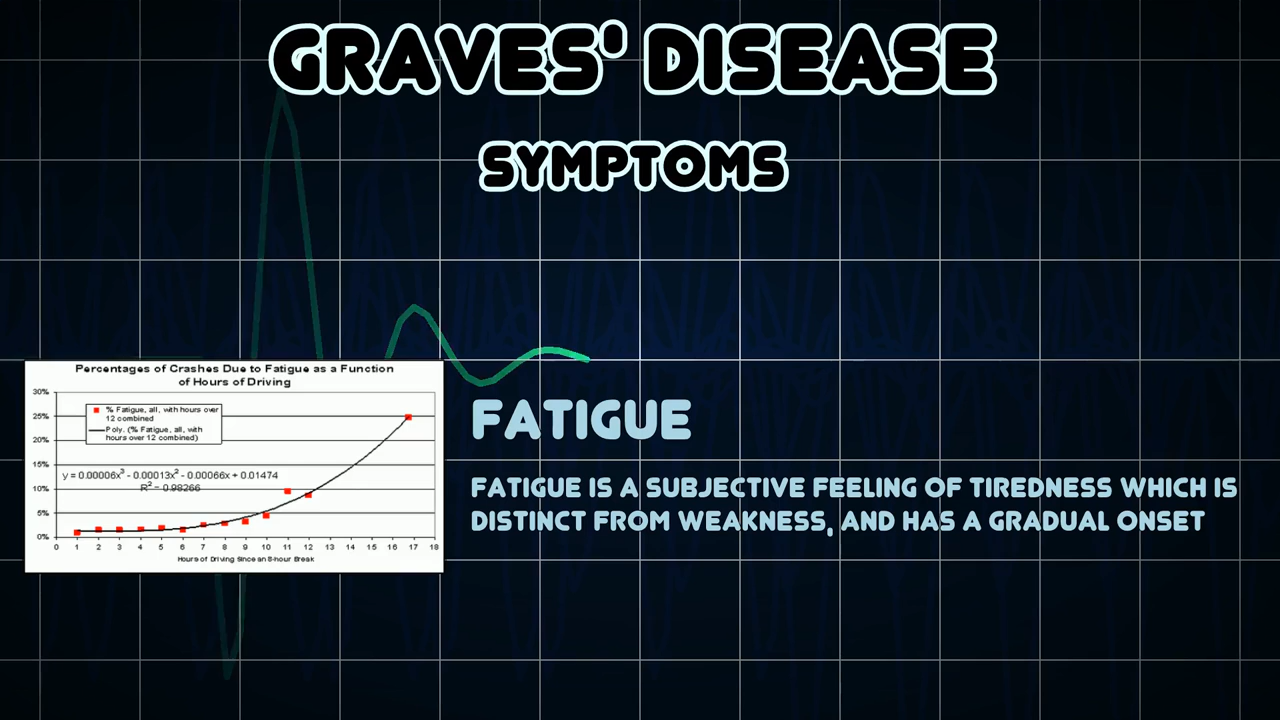 GRAVES' DISEASE
SYMPTOMS
Percentages of Crashes Due to Fatigue as a Function
of Hours of Driving
30%
25%
20%
15%
10%
5%
0%
% Fatigue, all, with hours over
12 combined
Poly. (% Fatigue, all, with
hours over 12 combined)
y = 0.00006x³ - 0.00013x² - 0.00066x + 0.01474
R² = 0.98266
0 1 2 3 4 5 6 7 8 9 10 11 12 13 14 15 16 17 18
Hours of Driving Since an 8-hour Break
FATIGUE
FATIGUE IS A SUBJECTIVE FEELING OF TIREDNESS WHICH IS
DISTINCT FROM WEAKNESS, AND HAS A GRADUAL ONSET